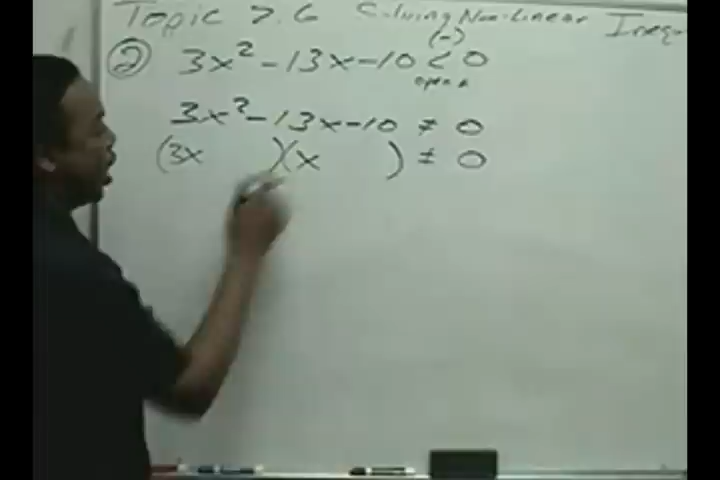 Topic 7.6 Solving Non-Linear Ineq
(-)
② 3x² - 13x - 10 < 0
open
3x² - 13x - 10 ≠ 0
(3x )(x ) ≠ 0